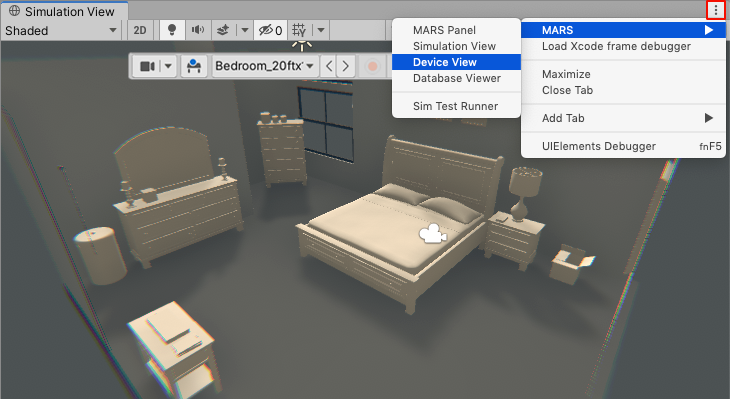 Simulation View
Shaded
2D
0
Bedroom_20ftx
MARS Panel
Simulation View
Device View
Database Viewer
Sim Test Runner
MARS
Load Xcode frame debugger
Maximize
Close Tab
Add Tab
UIElements Debugger fnF5